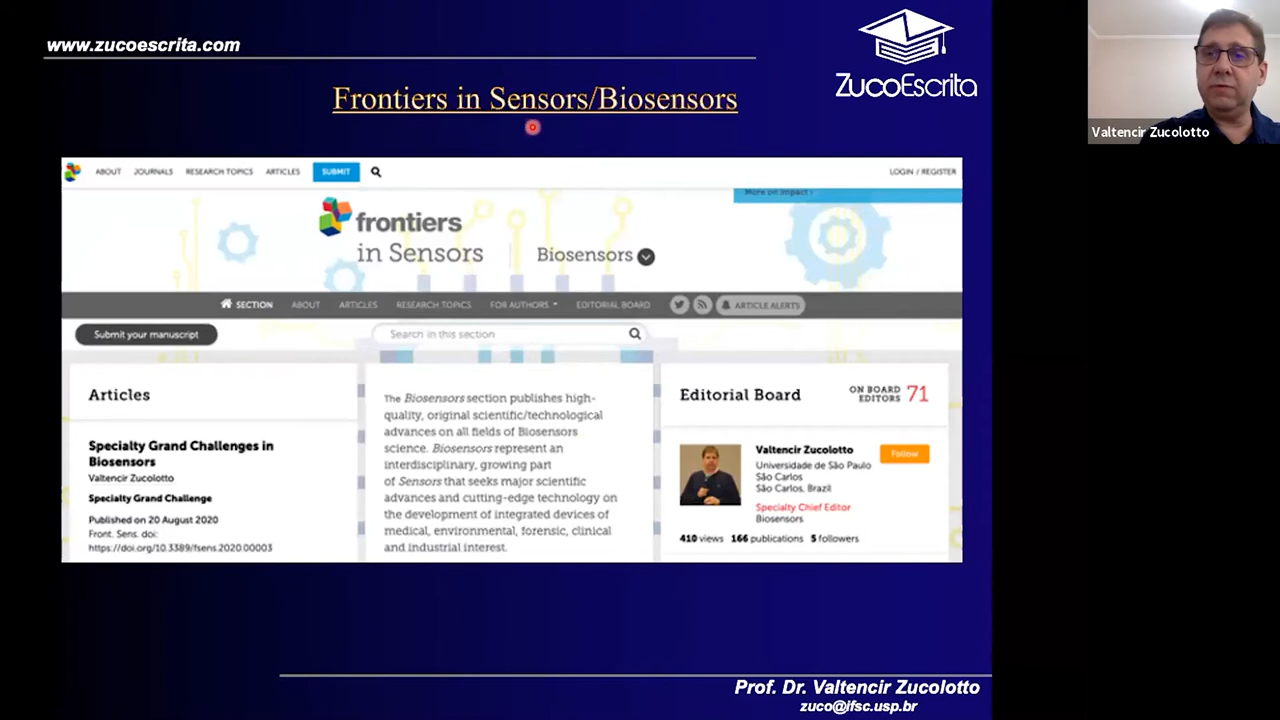 www.zucoescrita.com
ZucoEscrita
Frontiers in Sensors/Biosensors
Valtencir Zucolotto
ABOUT JOURNALS RESEARCH TOPICS ARTICLES SUBMIT LOGIN / REGISTER
More on impact ›
frontiers
in Sensors Biosensors
SECTION ABOUT ARTICLES RESEARCH TOPICS FOR AUTHORS EDITORIAL BOARD ARTICLE ALERTS
Submit your manuscript Search in this section
Articles
Specialty Grand Challenges in
Biosensors
Valtencir Zucolotto
Specialty Grand Challenge
Published on 20 August 2020
Front. Sens. doi:
https://doi.org/10.3389/fsens.2020.00003
The Biosensors section publishes high-
quality, original scientific/technological
advances on all fields of Biosensors
science. Biosensors represent an
interdisciplinary, growing part
of Sensors that seeks major scientific
advances and cutting-edge technology on
the development of integrated devices of
medical, environmental, forensic, clinical
and industrial interest.
Editorial Board
ON BOARD
EDITORS 71
Valtencir Zucolotto
Follow
Universidade de São Paulo
São Carlos
São Carlos, Brazil
Specialty Chief Editor
Biosensors
410 views 166 publications 5 followers
Prof. Dr. Valtencir Zucolotto
zuco@ifsc.usp.br